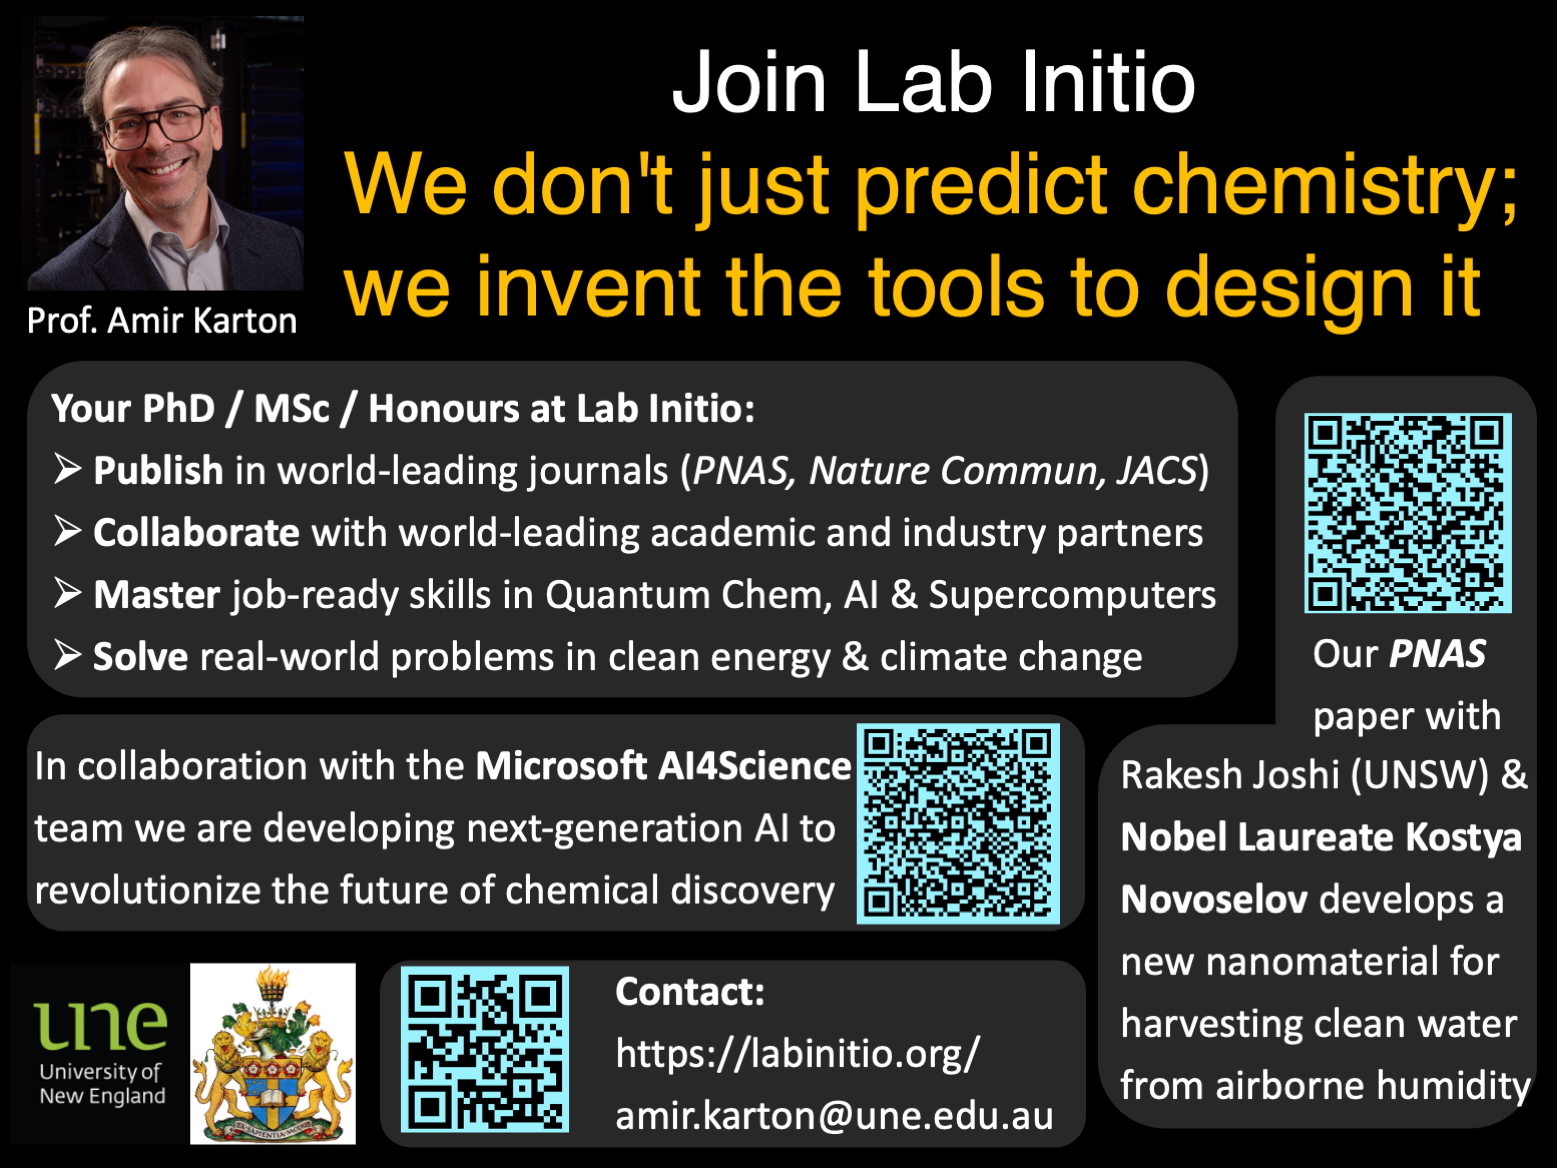 Join Lab Initio
We don't just predict chemistry;
we invent the tools to design it
Prof. Amir Karton
Your PhD / MSc / Honours at Lab Initio:
➢ Publish in world-leading journals (PNAS, Nature Commun, JACS)
➢ Collaborate with world-leading academic and industry partners
➢ Master job-ready skills in Quantum Chem, AI & Supercomputers
➢ Solve real-world problems in clean energy & climate change
Our PNAS
paper with
Rakesh Joshi (UNSW) &
Nobel Laureate Kostya
Novoselov develops a
new nanomaterial for
harvesting clean water
from airborne humidity
In collaboration with the Microsoft AI4Science
team we are developing next-generation AI to
revolutionize the future of chemical discovery
une
University of
New England
EX SAPIENTIA MODUS
Contact:
https://labinitio.org/
amir.karton@une.edu.au